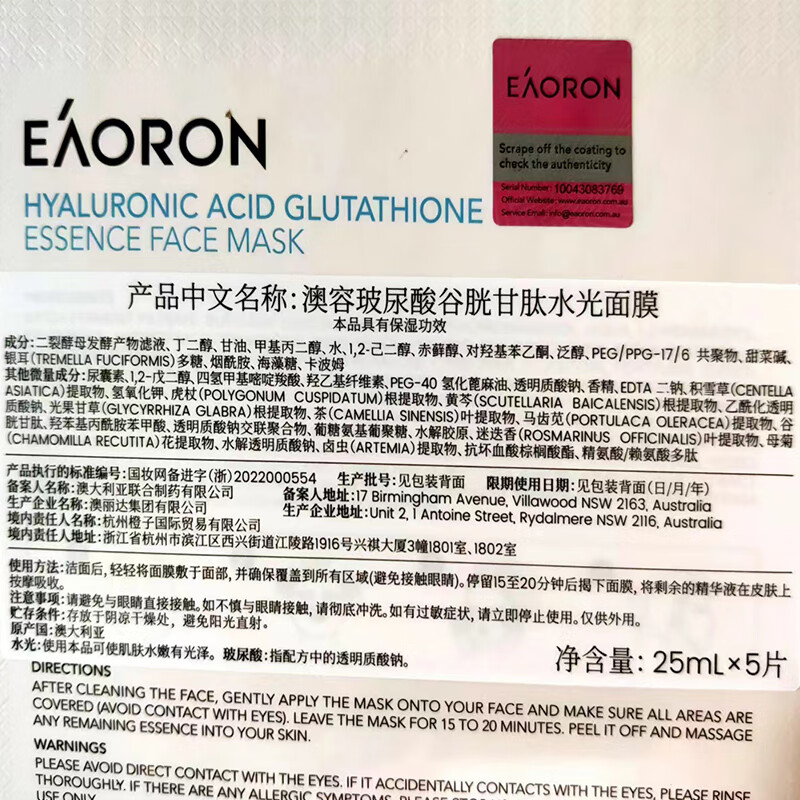 EÁORON
HYALURONIC ACID GLUTATHIONE
ESSENCE FACE MASK
EÁORON
Scrape off the coating to
check the authenticity
Serial Number: 10043083769
Official Website: www.eaoron.com.au
Service Email: info@eaoron.com.au
产品中文名称:澳容玻尿酸谷胱甘肽水光面膜
本品具有保湿功效
成分:二裂酵母发酵产物滤液、丁二醇、甘油、甲基丙二醇、水、1,2-己二醇、赤藓醇、对羟基苯乙酮、泛醇、PEG/PPG-17/6 共聚物、甜菜碱、
银耳(TREMELLA FUCIFORMIS)多糖、烟酰胺、海藻糖、卡波姆
其他微量成分:尿囊素、1,2-戊二醇、四氢甲基嘧啶羧酸、羟乙基纤维素、PEG-40 氢化蓖麻油、透明质酸钠、香精、EDTA 二钠、积雪草(CENTELLA
ASIATICA)提取物、氢氧化钾、虎杖(POLYGONUM CUSPIDATUM)根提取物、黄芩(SCUTELLARIA BAICALENSIS)根提取物、乙酰化透明
质酸钠、光果甘草(GLYCYRRHIZA GLABRA)根提取物、茶(CAMELLIA SINENSIS)叶提取物、马齿苋(PORTULACA OLERACEA)提取物、谷
胱甘肽、羟苯基丙酰胺苯甲酸、透明质酸钠交联聚合物、葡糖氨基葡聚糖、水解胶原、迷迭香(ROSMARINUS OFFICINALIS)叶提取物、母菊
(CHAMOMILLA RECUTITA)花提取物、水解透明质酸钠、卤虫(ARTEMIA)提取物、抗坏血酸棕榈酸酯、精氨酸/赖氨酸多肽
产品执行的标准编号:国妆网备进字(浙)2022000554 生产批号:见包装背面 限期使用日期:见包装背面(日/月/年)
备案人名称:澳大利亚联合制药有限公司 备案人地址:17 Birmingham Avenue, Villawood NSW 2163, Australia
生产企业名称:澳丽达集团有限公司 生产企业地址:Unit 2, 1 Antoine Street, Rydalmere NSW 2116, Australia
境内责任人名称:杭州橙子国际贸易有限公司
境内责任人地址:浙江省杭州市滨江区西兴街道江陵路1916号兴祺大厦3幢1801室、1802室
使用方法:洁面后,轻轻将面膜敷于面部,并确保覆盖到所有区域(避免接触眼睛)。停留15至20分钟后揭下面膜,将剩余的精华液在皮肤上
按摩吸收。
注意事项:请避免与眼睛直接接触。如不慎与眼睛接触,请彻底冲洗。如有过敏症状,请立即停止使用。仅供外用。
贮存条件:存放于阴凉干燥处,避免阳光直射。
原产国:澳大利亚
水光:使用本品可使肌肤水嫩有光泽。玻尿酸:指配方中的透明质酸钠。
净含量:25mL×5片
DIRECTIONS
AFTER CLEANING THE FACE, GENTLY APPLY THE MASK ONTO YOUR FACE AND MAKE SURE ALL AREAS ARE
COVERED (AVOID CONTACT WITH EYES). LEAVE THE MASK FOR 15 TO 20 MINUTES. PEEL IT OFF AND MASSAGE
ANY REMAINING ESSENCE INTO YOUR SKIN.
WARNINGS
PLEASE AVOID DIRECT CONTACT WITH THE EYES. IF IT ACCIDENTALLY CONTACTS WITH THE EYES, PLEASE RINSE
THOROUGHLY. IF THERE ARE ANY ALLERGIC SYMPTOMS, PLEASE
USE ONLY